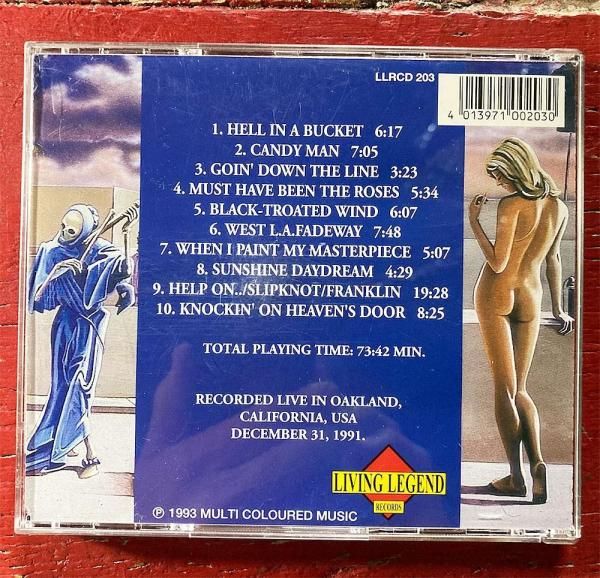 LLRCD 203
4 013971 002030
1. HELL IN A BUCKET 6:17
2. CANDY MAN 7:05
3. GOIN' DOWN THE LINE 3:23
4. MUST HAVE BEEN THE ROSES 5:34
5. BLACK-TROATED WIND 6:07
6. WEST L.A.FADEWAY 7:48
7. WHEN I PAINT MY MASTERPIECE 5:07
8. SUNSHINE DAYDREAM 4:29
9. HELP ON../SLIPKNOT/FRANKLIN 19:28
10. KNOCKIN' ON HEAVEN'S DOOR 8:25
TOTAL PLAYING TIME: 73:42 MIN.
RECORDED LIVE IN OAKLAND,
CALIFORNIA, USA
DECEMBER 31, 1991.
LIVING LEGEND
RECORDS
℗ 1993 MULTI COLOURED MUSIC